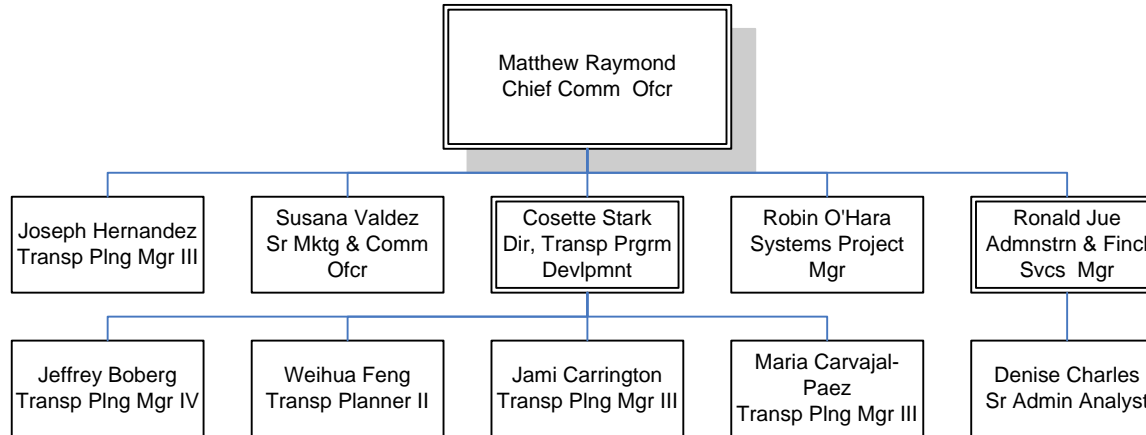 Matthew Raymond
Chief Comm Ofcr
Joseph Hernandez
Transp Plng Mgr III
Susana Valdez
Sr Mktg & Comm
Ofcr
Cosette Stark
Dir, Transp Prgrm
Devlpmnt
Robin O'Hara
Systems Project
Mgr
Ronald Jue
Admnstrn & Fincl
Svcs Mgr
Jeffrey Boberg
Transp Plng Mgr IV
Weihua Feng
Transp Planner II
Jami Carrington
Transp Plng Mgr III
Maria Carvajal-
Paez
Transp Plng Mgr III
Denise Charles
Sr Admin Analyst